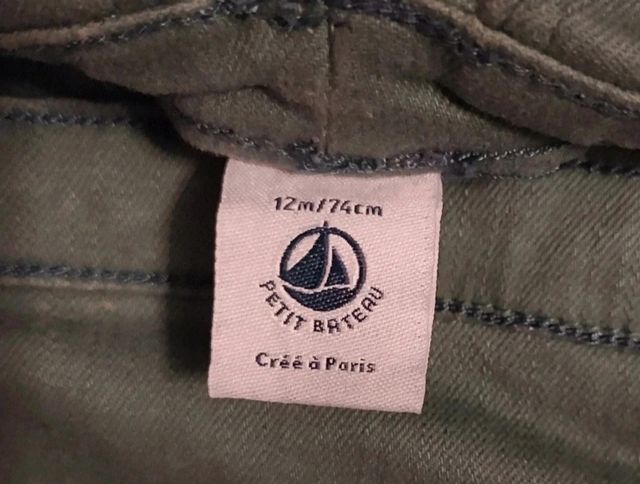 12m/74cm
PETIT BATEAU
Créé à Paris